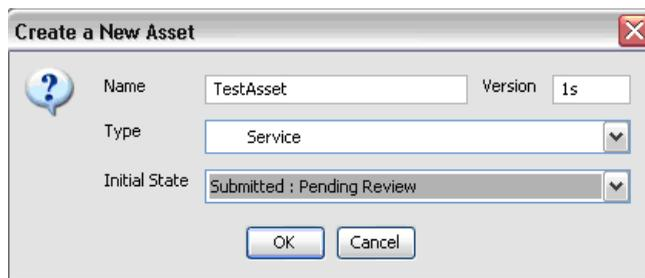 Create a New Asset
Name TestAsset Version 1s
Type Service
Initial State Submitted : Pending Review
OK Cancel